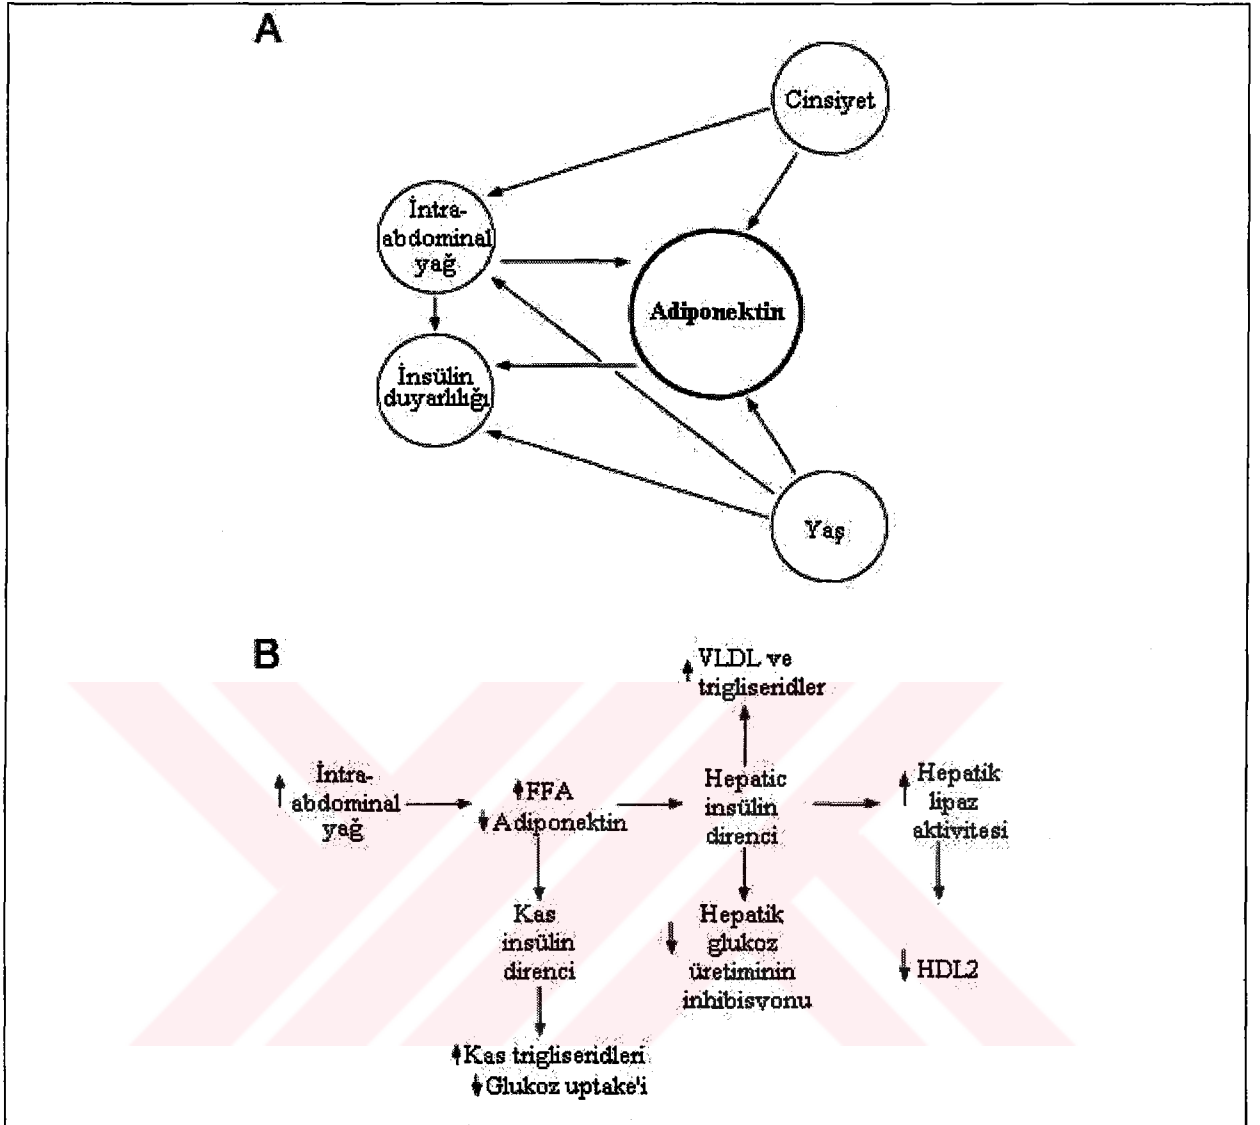 A
Cinsiyet
İntra-
abdominal
yağ
Adiponektin
İnsülin
duyarlılığı
Yaş
B
VLDL ve
trigliseridler
İntra-
abdominal
yağ
FFA
Adiponektin
Hepatic
insülin
direnci
Hepatik
lipaz
aktivitesi
Kas
insülin
direnci
Hepatik
glukoz
üretiminin
inhibisyonu
HDL2
Kas trigliseridleri
Glukoz uptake'i